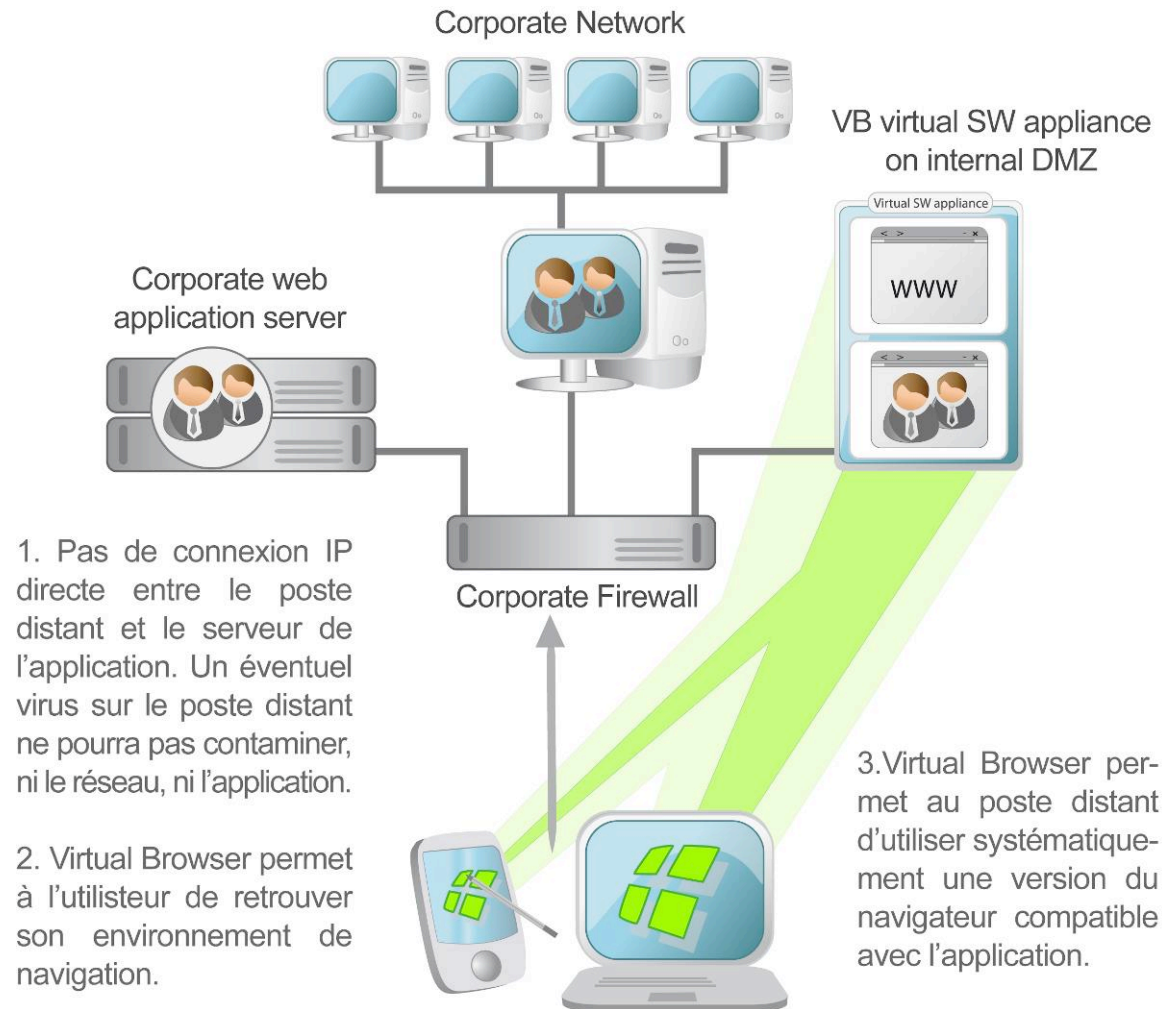 Corporate Network
VB virtual SW appliance
on internal DMZ
Virtual SW appliance
< > - x
www
< > - x
Corporate web
application server
Corporate Firewall
1. Pas de connexion IP
directe entre le poste
distant et le serveur de
l’application. Un éventuel
virus sur le poste distant
ne pourra pas contaminer,
ni le réseau, ni l’application.
2. Virtual Browser permet
à l’utilisteur de retrouver
son environnement de
navigation.
3.Virtual Browser per-
met au poste distant
d’utiliser systématique-
ment une version du
navigateur compatible
avec l’application.